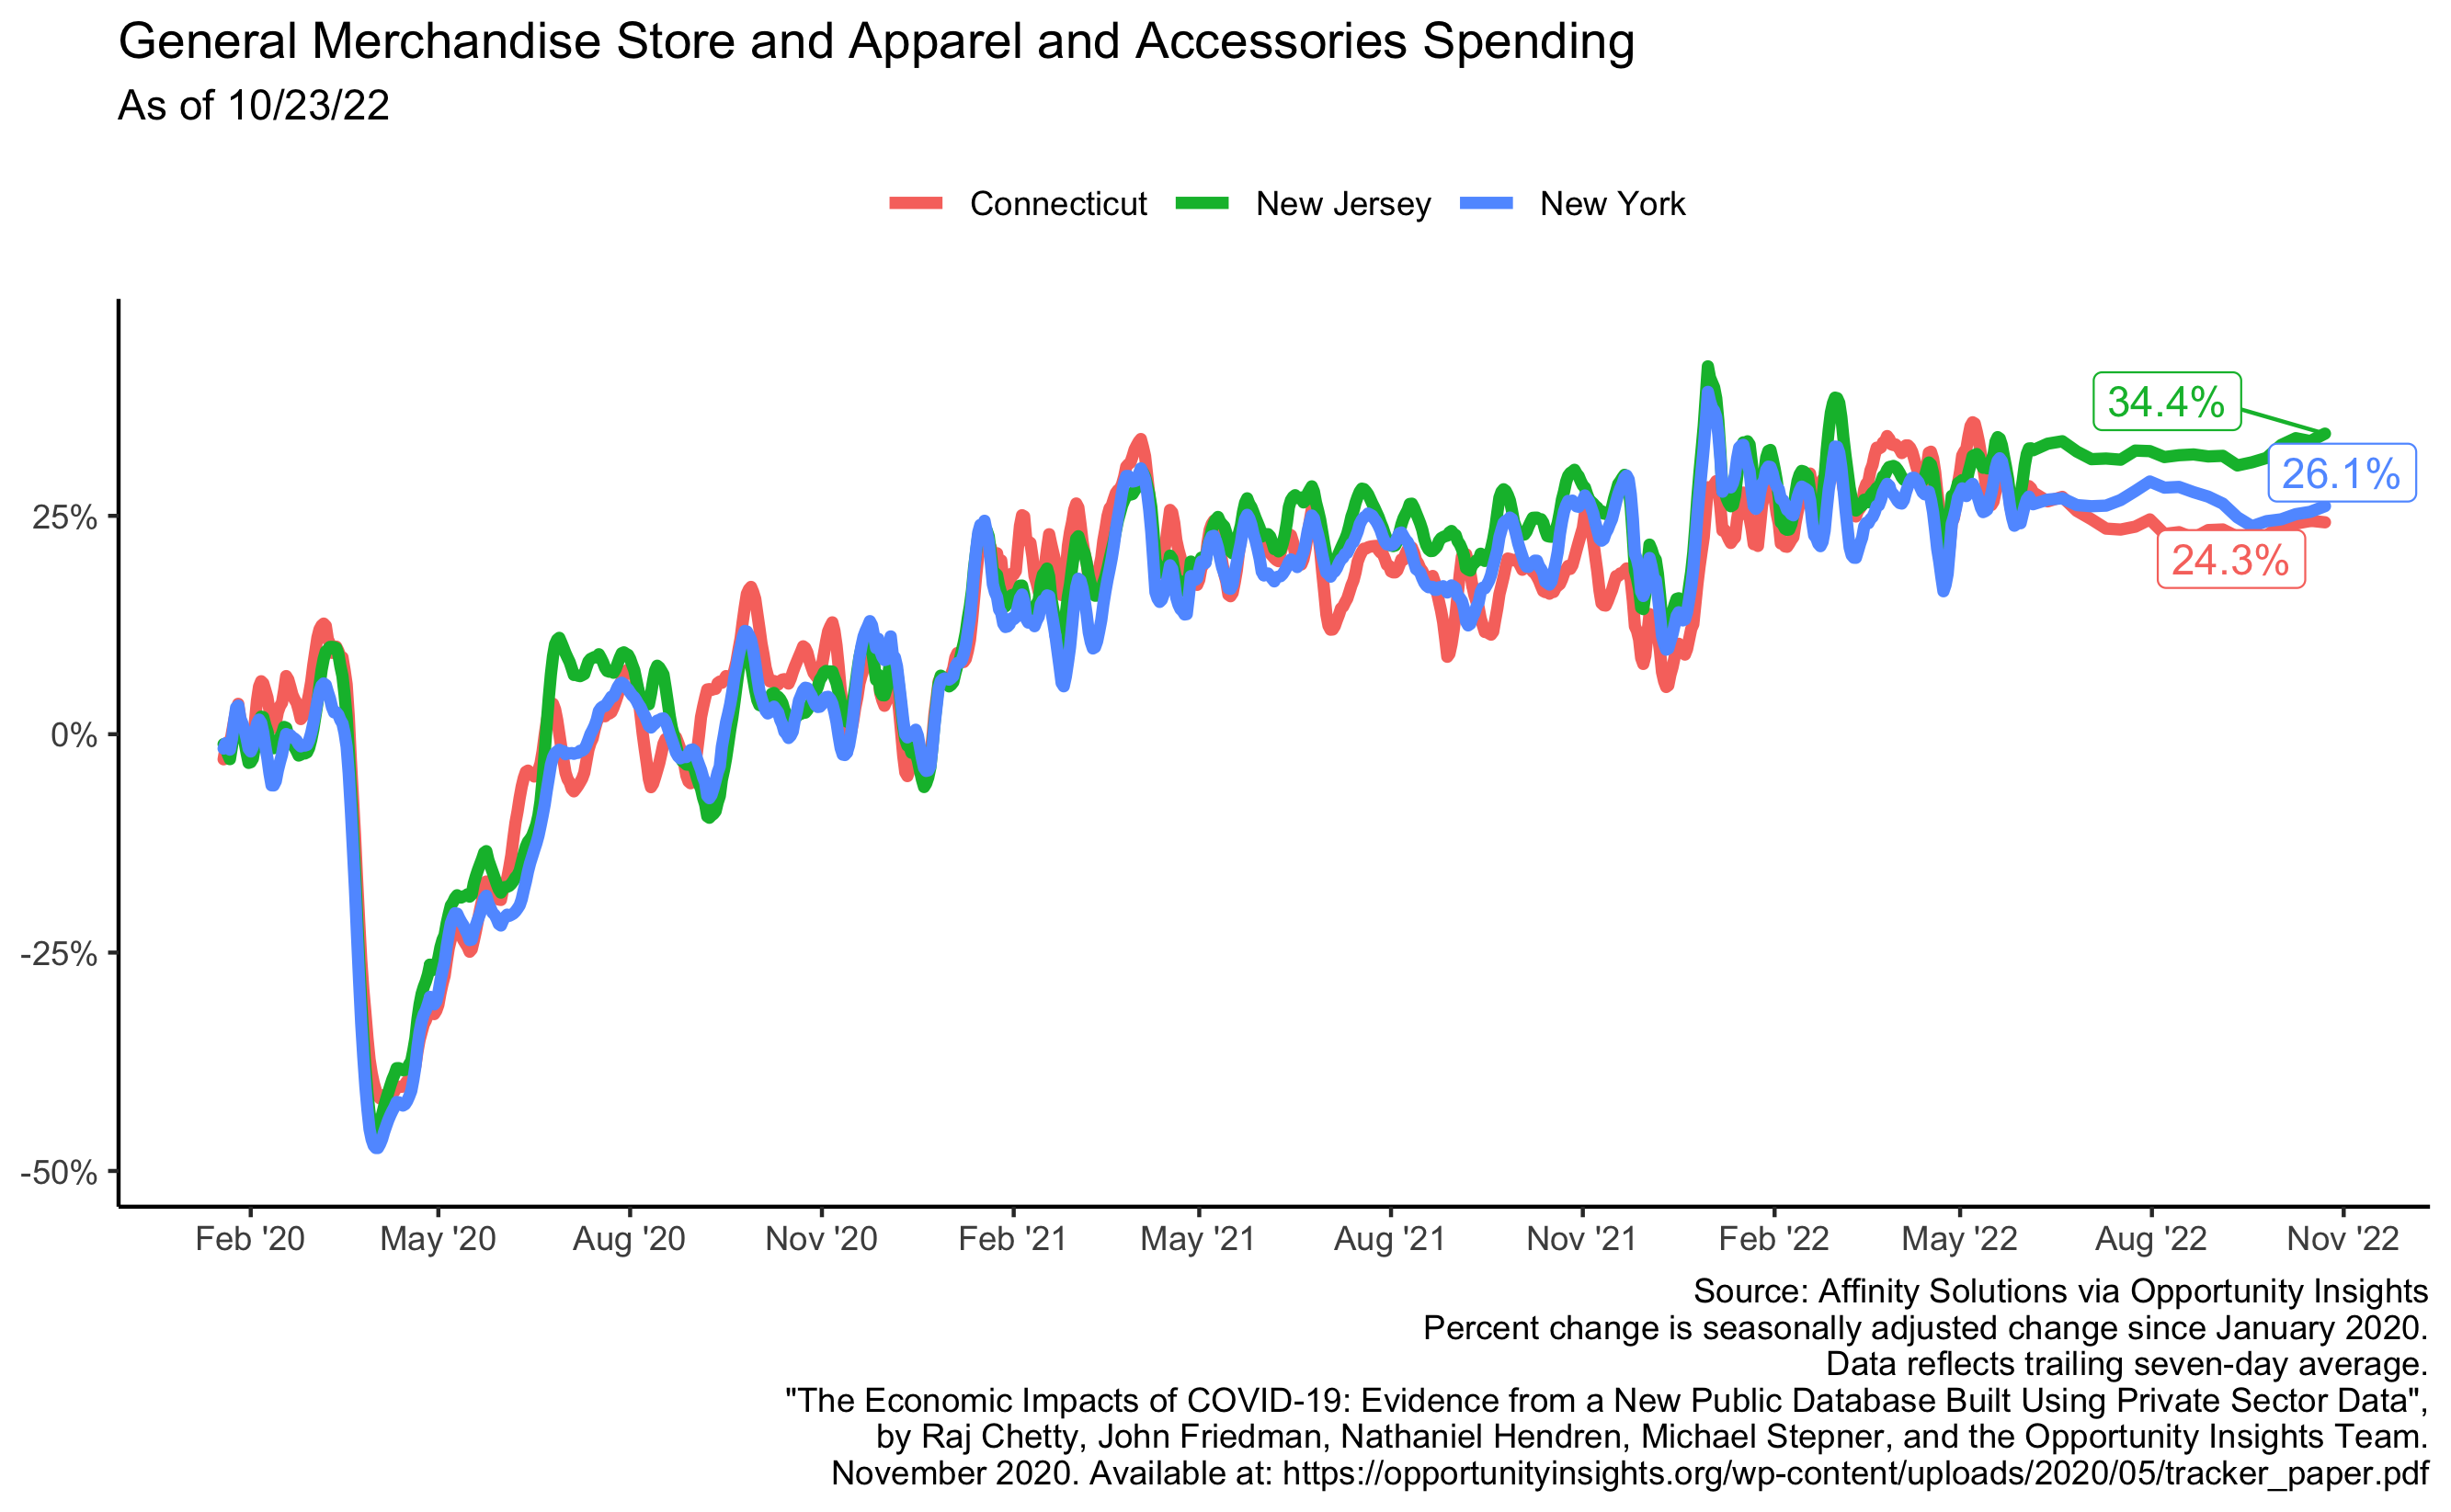 General Merchandise Store and Apparel and Accessories Spending
As of 10/23/22
Connecticut New Jersey New York
34.4%
26.1%
24.3%
25%
0%
-25%
-50%
Feb '20 May '20 Aug '20 Nov '20 Feb '21 May '21 Aug '21 Nov '21 Feb '22 May '22 Aug '22 Nov '22
Source: Affinity Solutions via Opportunity Insights
Percent change is seasonally adjusted change since January 2020.
Data reflects trailing seven-day average.
"The Economic Impacts of COVID-19: Evidence from a New Public Database Built Using Private Sector Data",
by Raj Chetty, John Friedman, Nathaniel Hendren, Michael Stepner, and the Opportunity Insights Team.
November 2020. Available at: https://opportunityinsights.org/wp-content/uploads/2020/05/tracker_paper.pdf